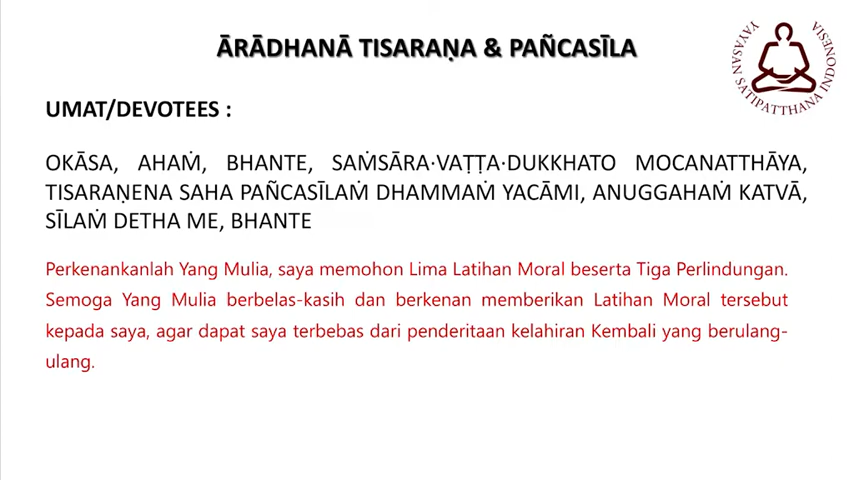 ĀRĀDHANĀ TISARAṆA & PAÑCASĪLA
YAYASAN SATIPATTHANA INDONESIA
UMAT/DEVOTEES :
OKĀSA, AHAṀ, BHANTE, SAṀSĀRA·VAṬṬA·DUKKHATO MOCANATTHĀYA,
TISARAṆENA SAHA PAÑCASĪLAṀ DHAMMAṀ YACĀMI, ANUGGAHAṀ KATVĀ,
SĪLAṀ DETHA ME, BHANTE
Perkenankanlah Yang Mulia, saya memohon Lima Latihan Moral beserta Tiga Perlindungan.
Semoga Yang Mulia berbelas-kasih dan berkenan memberikan Latihan Moral tersebut
kepada saya, agar dapat saya terbebas dari penderitaan kelahiran Kembali yang berulang-
ulang.